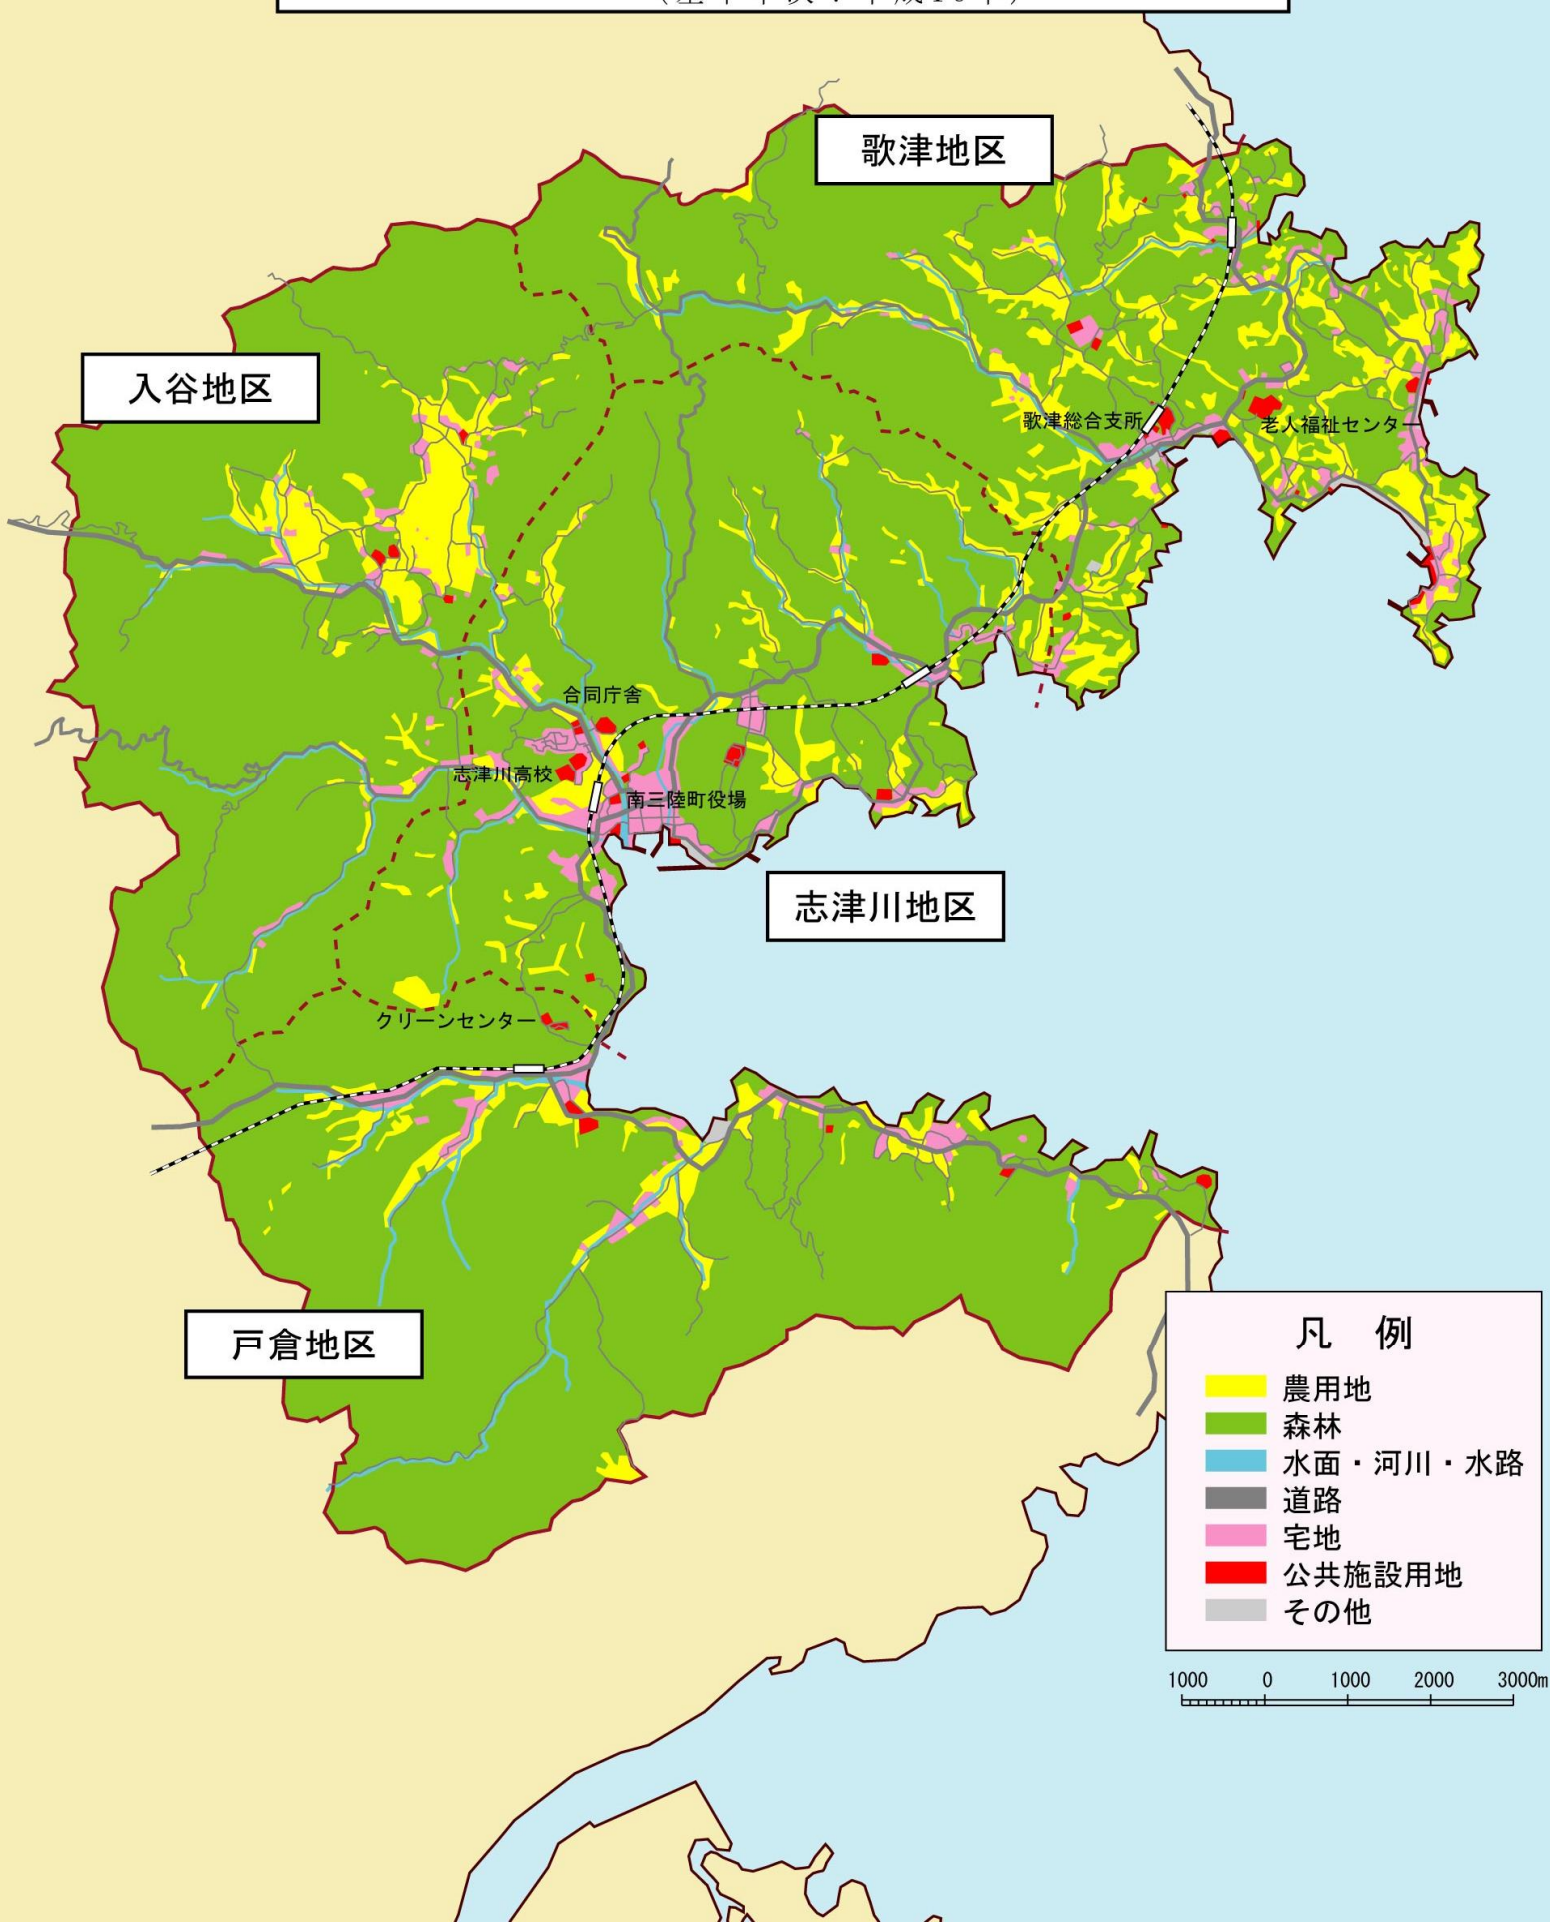 歌津地区
入谷地区
歌津総合支所
老人福祉センター
合同庁舎
志津川高校
南三陸町役場
志津川地区
クリーンセンター
戸倉地区
凡 例
農用地
森林
水面・河川・水路
道路
宅地
公共施設用地
その他
1000 0 1000 2000 3000m